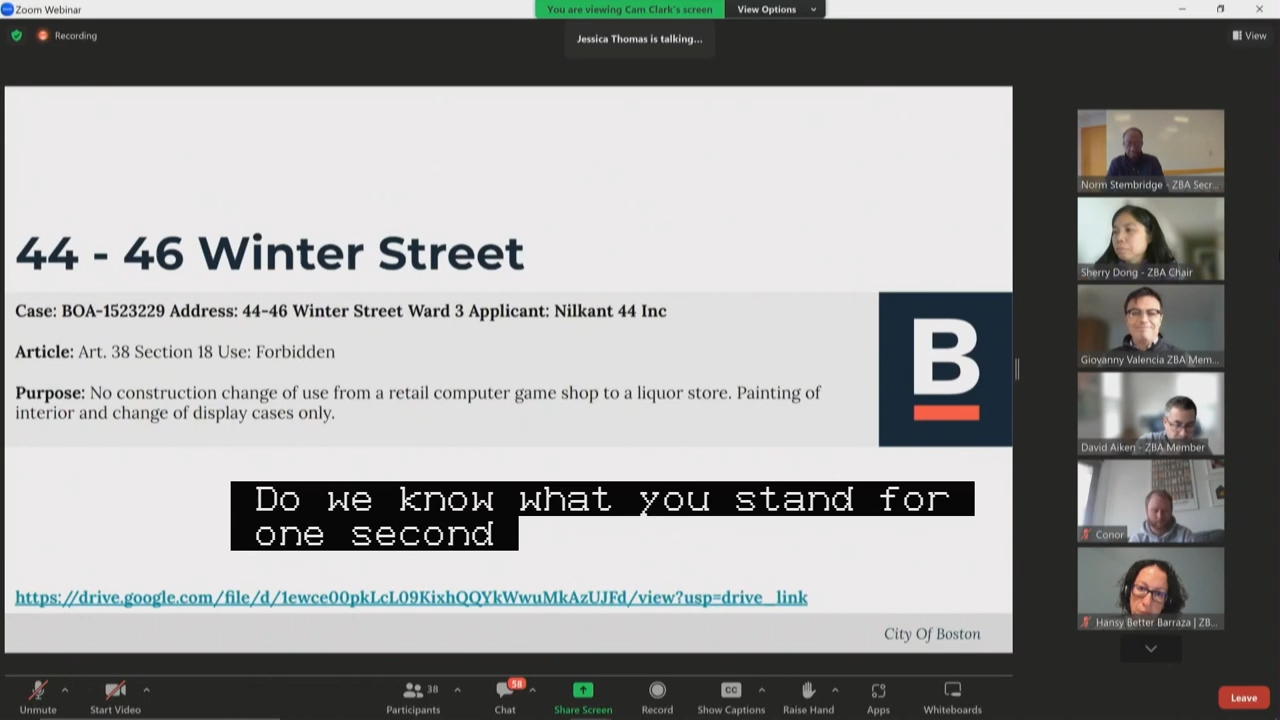 Zoom Webinar
You are viewing Cam Clark's screen
View Options
Recording
Jessica Thomas is talking...
View
44 - 46 Winter Street
Case: BOA-1523229 Address: 44-46 Winter Street Ward 3 Applicant: Nilkant 44 Inc
Article: Art. 38 Section 18 Use: Forbidden
Purpose: No construction change of use from a retail computer game shop to a liquor store. Painting of
interior and change of display cases only.
B
Do we know what you stand for
one second
https://drive.google.com/file/d/1ewce00pkLcL09KixhQQYkWwuMkAzUJFd/view?usp=drive_link
City Of Boston
Norm Stembridge - ZBA Secr...
Sherry Dong - ZBA Chair
Giovanny Valencia ZBA Mem...
David Aiken - ZBA Member
Conor
Hansy Better Barraza | ZB...
Unmute
Start Video
38
Participants
58
Chat
Share Screen
Record
CC
Show Captions
Raise Hand
Apps
Whiteboards
Leave